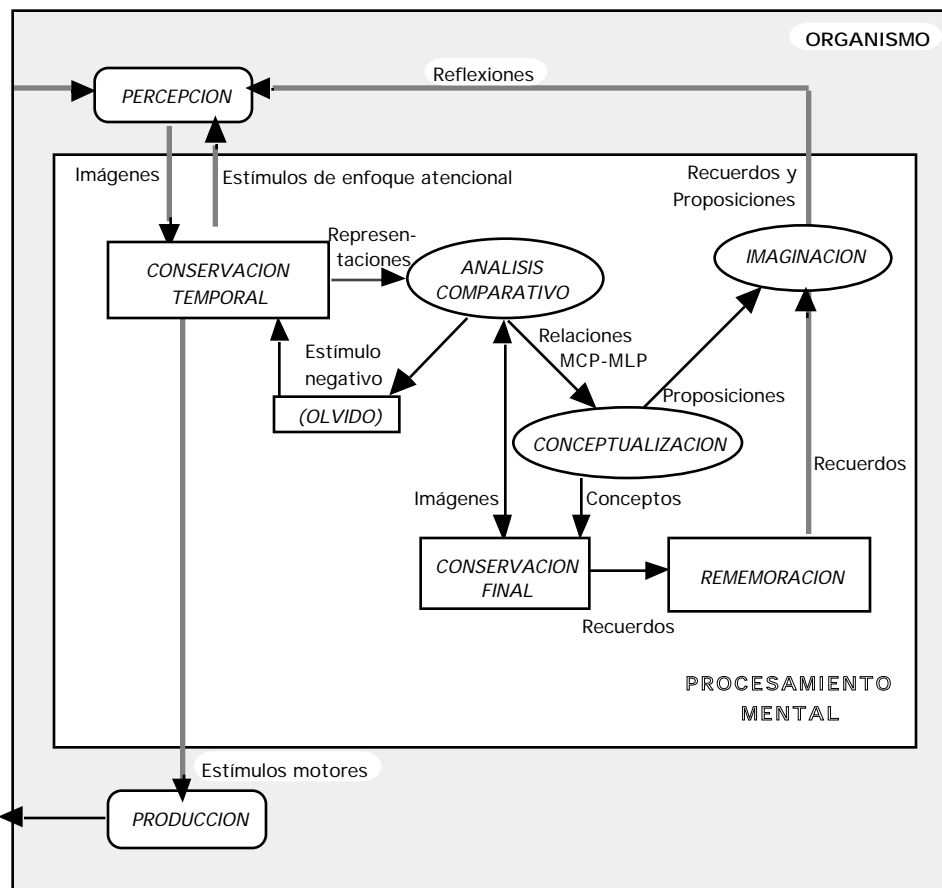 ORGANISMO
Reflexiones
PERCEPCION
Imágenes
Estímulos de enfoque atencional
Recuerdos y
Proposiciones
Represen-
taciones
CONSERVACION
TEMPORAL
ANALISIS
COMPARATIVO
IMAGINACION
Estímulo
negativo
(OLVIDO)
Relaciones
MCP-MLP
Proposiciones
CONCEPTUALIZACION
Recuerdos
Imágenes
Conceptos
CONSERVACION
FINAL
REMEMORACION
Recuerdos
PROCESAMIENTO
MENTAL
Estímulos motores
PRODUCCION